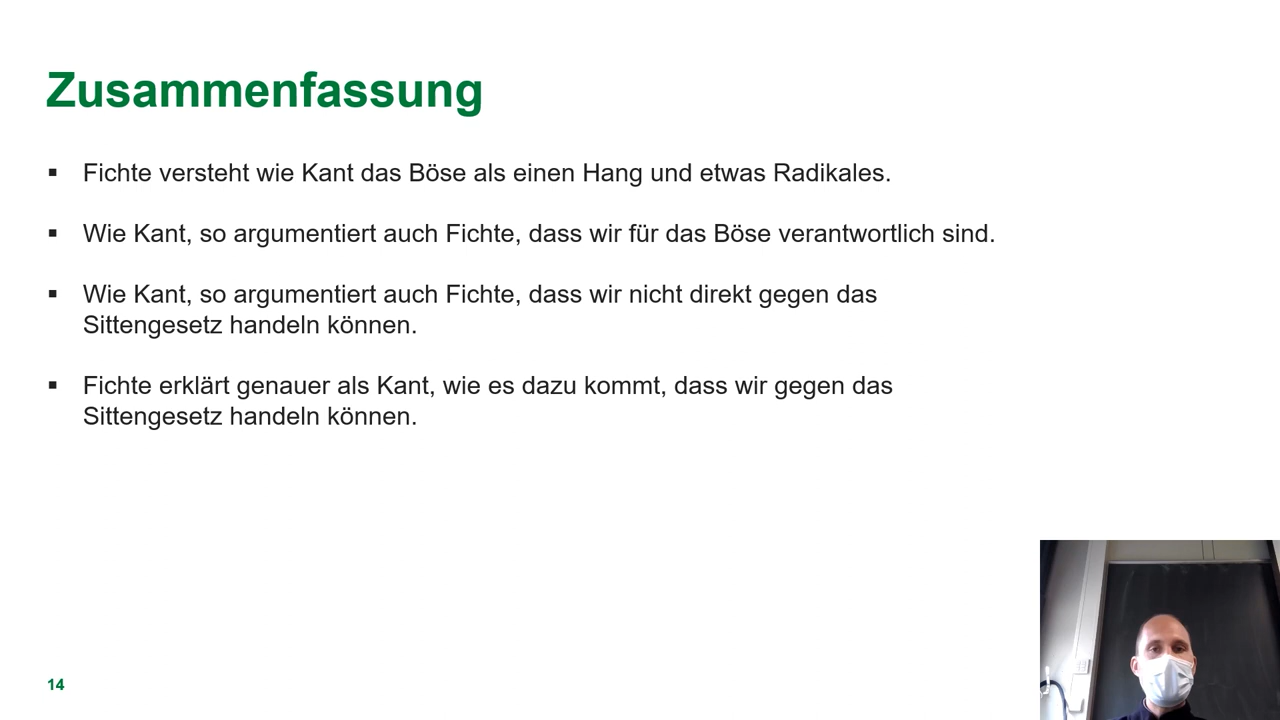 Zusammenfassung
▪ Fichte versteht wie Kant das Böse als einen Hang und etwas Radikales.
▪ Wie Kant, so argumentiert auch Fichte, dass wir für das Böse verantwortlich sind.
▪ Wie Kant, so argumentiert auch Fichte, dass wir nicht direkt gegen das
Sittengesetz handeln können.
▪ Fichte erklärt genauer als Kant, wie es dazu kommt, dass wir gegen das
Sittengesetz handeln können.
14